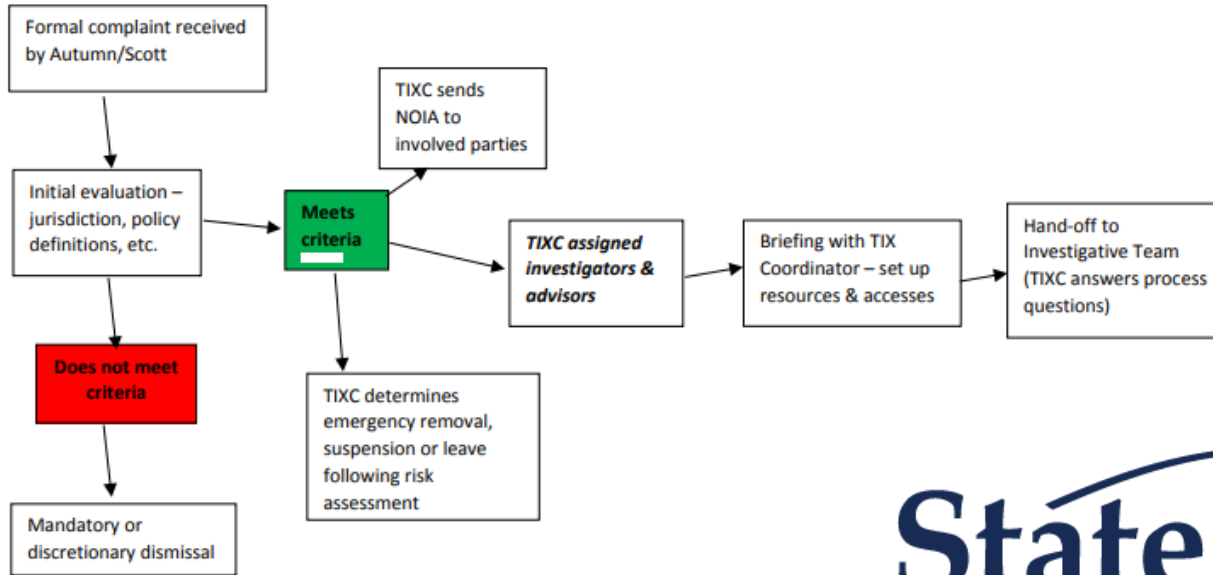 Formal complaint received
by Autumn/Scott
TIXC sends
NOIA to
involved parties
Initial evaluation –
jurisdiction, policy
definitions, etc.
Meets
criteria
TIXC assigned
investigators &
advisors
Briefing with TIX
Coordinator – set up
resources & accesses
Hand-off to
Investigative Team
(TIXC answers process
questions)
Does not meet
criteria
TIXC determines
emergency removal,
suspension or leave
following risk
assessment
Mandatory or
discretionary dismissal
State